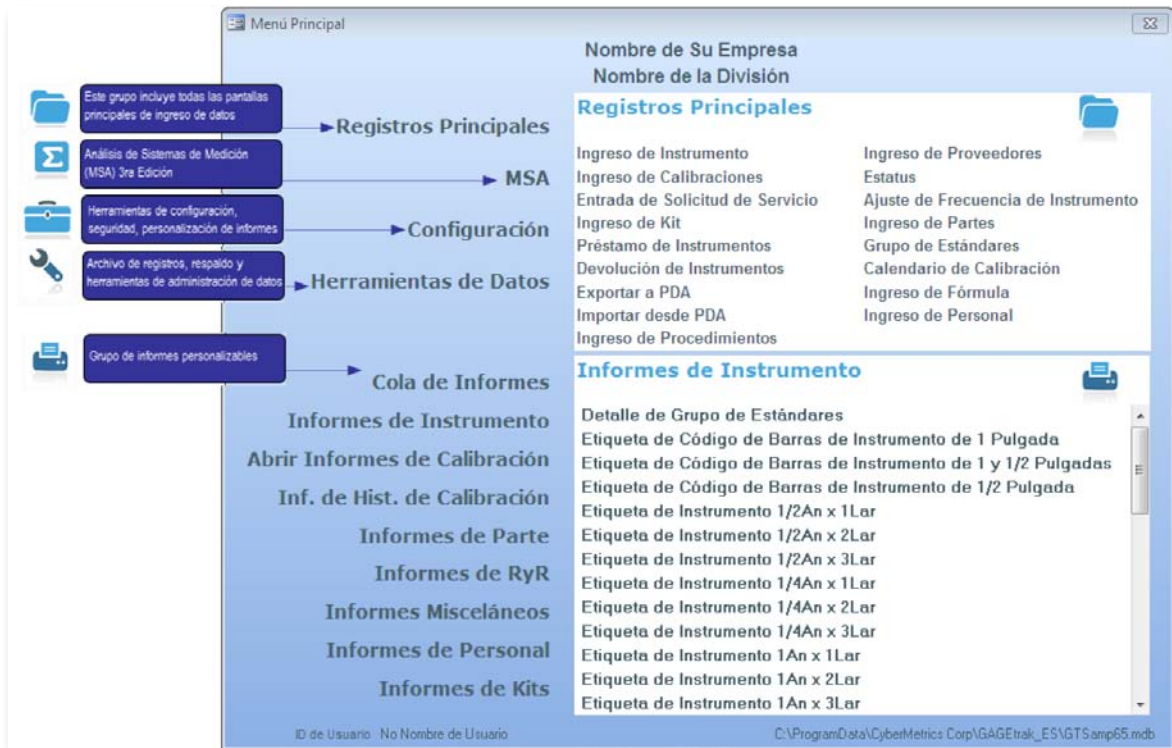 Menú Principal
Nombre de Su Empresa
Nombre de la División
Este grupo incluye todas las pantallas
principales de ingreso de datos
Análisis de Sistemas de Medición
(MSA) 3ra Edición
Herramientas de configuración,
seguridad, personalización de informes
Archivo de registros, respaldo y
herramientas de administración de datos
Grupo de informes personalizables
Registros Principales
MSA
Configuración
Herramientas de Datos
Cola de Informes
Informes de Instrumento
Abrir Informes de Calibración
Inf. de Hist. de Calibración
Informes de Parte
Informes de RyR
Informes Misceláneos
Informes de Personal
Informes de Kits
Registros Principales
Ingreso de Instrumento
Ingreso de Calibraciones
Entrada de Solicitud de Servicio
Ingreso de Kit
Préstamo de Instrumentos
Devolución de Instrumentos
Exportar a PDA
Importar desde PDA
Ingreso de Procedimientos
Ingreso de Proveedores
Estatus
Ajuste de Frecuencia de Instrumento
Ingreso de Partes
Grupo de Estándares
Calendario de Calibración
Ingreso de Fórmula
Ingreso de Personal
Informes de Instrumento
Detalle de Grupo de Estándares
Etiqueta de Código de Barras de Instrumento de 1 Pulgada
Etiqueta de Código de Barras de Instrumento de 1 y 1/2 Pulgadas
Etiqueta de Código de Barras de Instrumento de 1/2 Pulgada
Etiqueta de Instrumento 1/2An x 1Lar
Etiqueta de Instrumento 1/2An x 2Lar
Etiqueta de Instrumento 1/2An x 3Lar
Etiqueta de Instrumento 1/4An x 1Lar
Etiqueta de Instrumento 1/4An x 2Lar
Etiqueta de Instrumento 1/4An x 3Lar
Etiqueta de Instrumento 1An x 1Lar
Etiqueta de Instrumento 1An x 2Lar
Etiqueta de Instrumento 1An x 3Lar
ID de Usuario No Nombre de Usuario
C:\ProgramData\CyberMetrics Corp\GAGEtrak_ES\GTSamp65.mdb